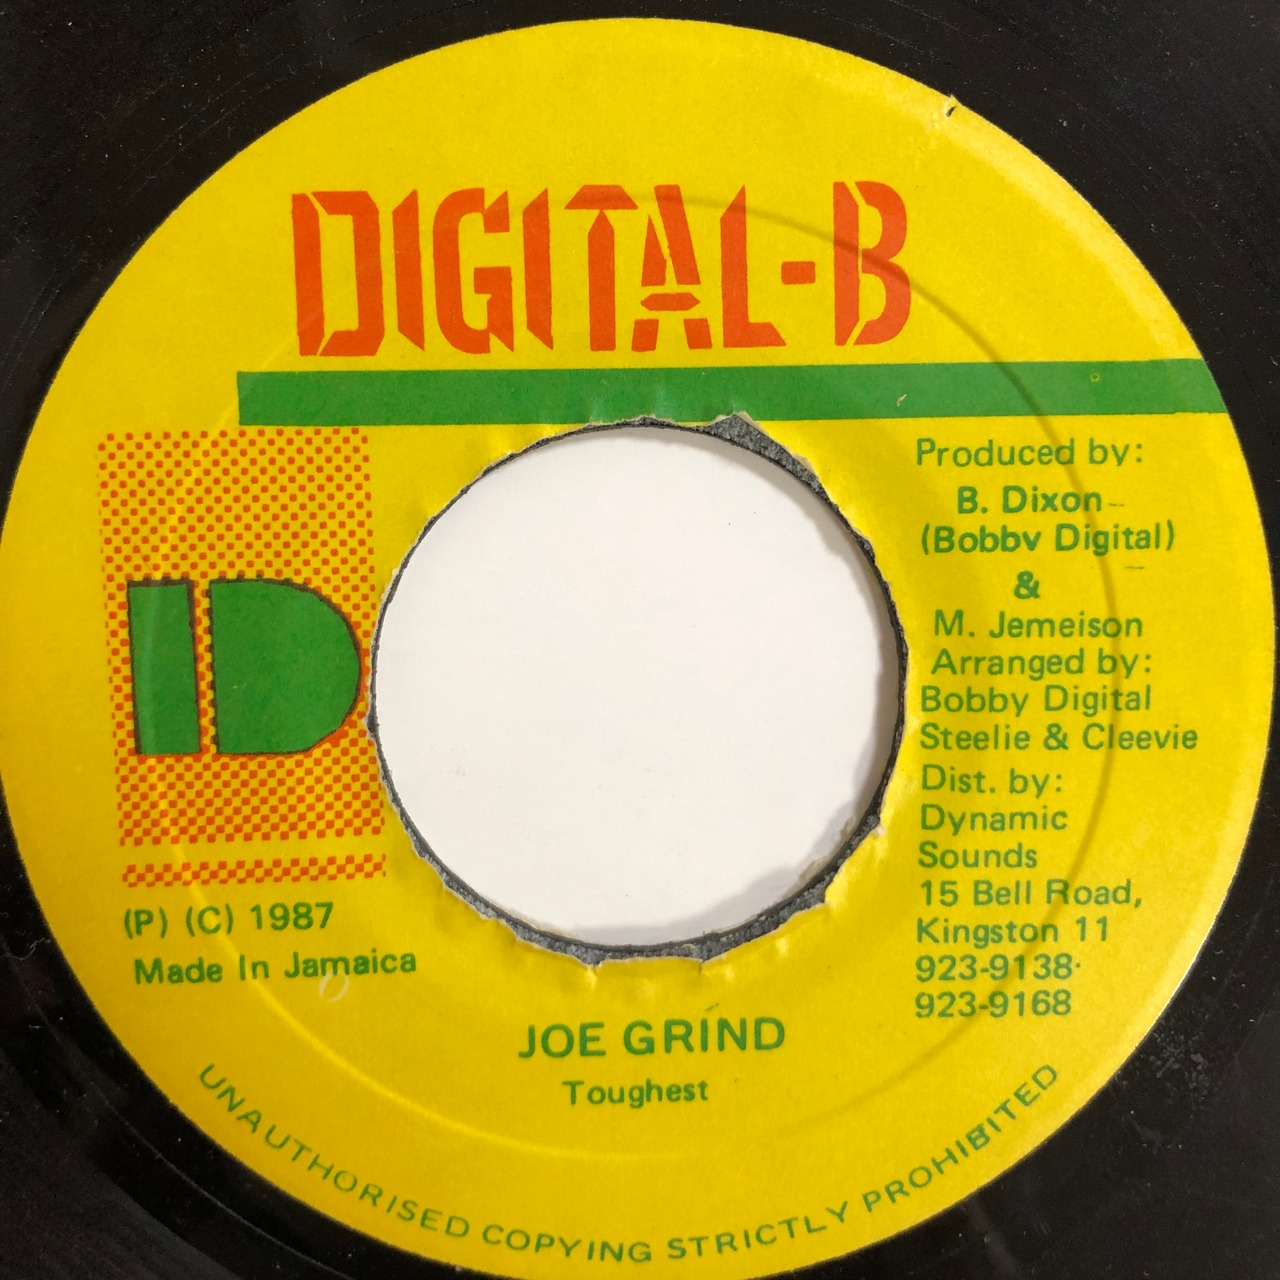 DIGITAL-B
Produced by:
B. Dixon
(Bobby Digital)
&
M. Jemeison
Arranged by:
Bobby Digital
Steelie & Cleevie
Dist. by:
Dynamic
Sounds
15 Bell Road,
Kingston 11
923-9138
923-9168
D
(P) (C) 1987
Made In Jamaica
JOE GRIND
Toughest
UNAUTHORISED COPYING STRICTLY PROHIBITED